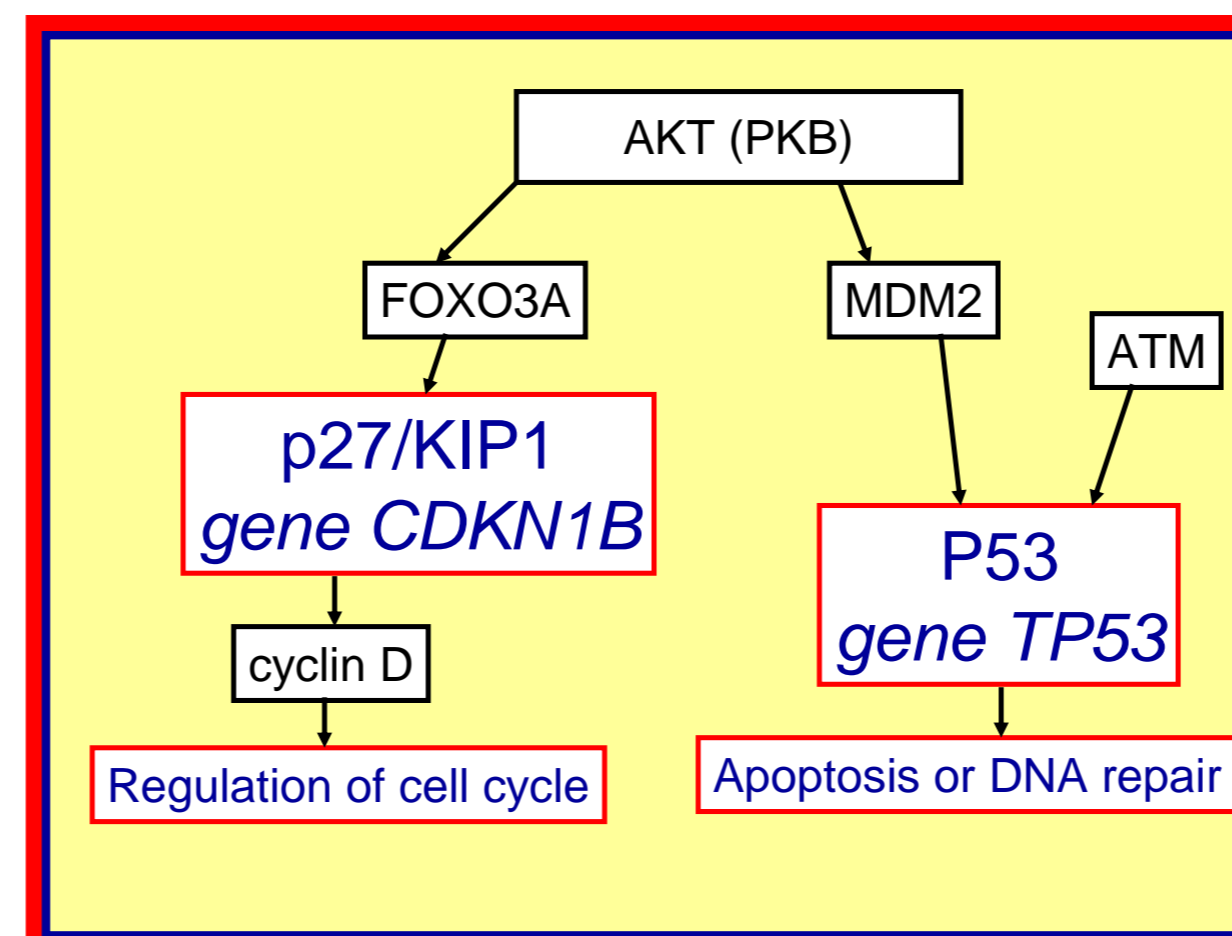 AKT (PKB)
FOXO3A
MDM2
ATM
p27/KIP1
gene CDKN1B
P53
gene TP53
cyclin D
Regulation of cell cycle
Apoptosis or DNA repair